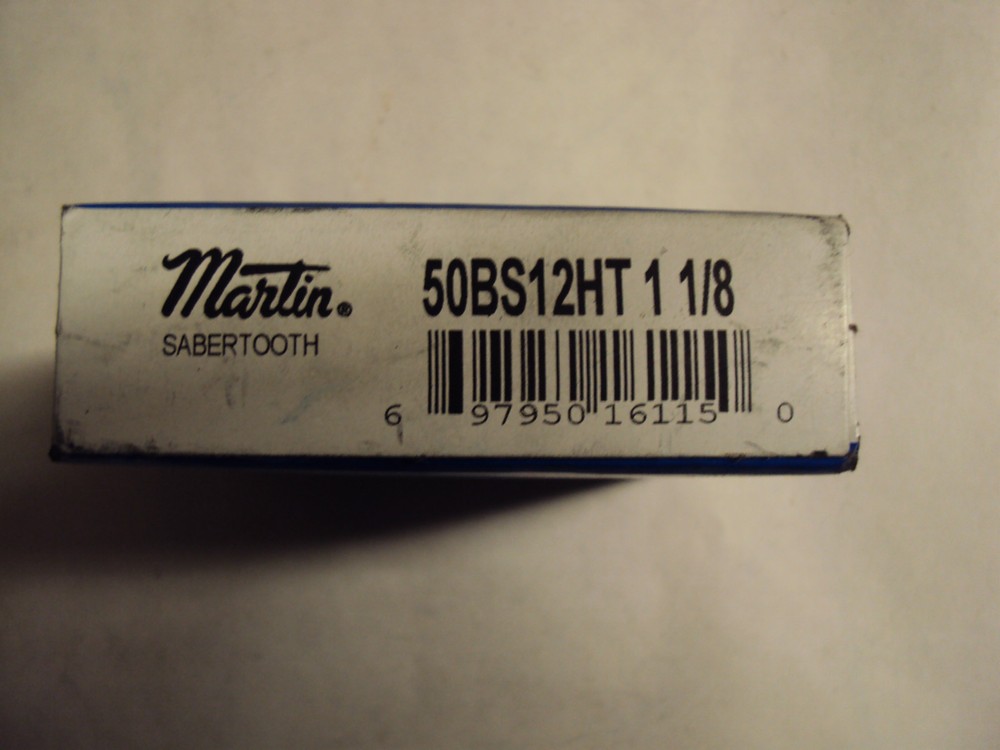 Martin®
SABERTOOTH
50BS12HT 1 1/8
6 97950 16115 0